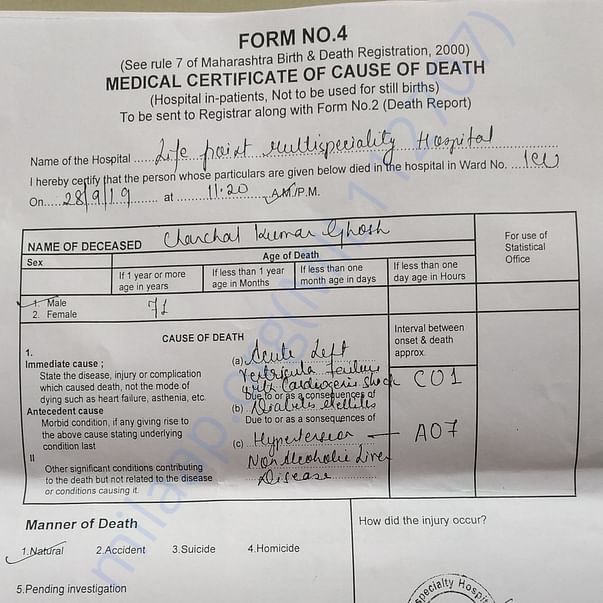 FORM NO.4
(See rule 7 of Maharashtra Birth & Death Registration, 2000)
MEDICAL CERTIFICATE OF CAUSE OF DEATH
(Hospital in-patients, Not to be used for still births)
To be sent to Registrar along with Form No.2 (Death Report)
Name of the Hospital Life point Multispeciality Hospital
I hereby certify that the person whose particulars are given below died in the hospital in Ward No. ICU
On 28/9/19 at 11.20 A.M./P.M.
NAME OF DECEASED Chanchal Kumar Ghosh
For use of Statistical Office
Sex
Age of Death
If 1 year or more age in years
If less than 1 year age in Months
If less than one month age in days
If less than one day age in Hours
1. Male
2. Female
71
CAUSE OF DEATH
Interval between onset & death approx.
1.
Immediate cause ;
State the disease, injury or complication
which caused death, not the mode of
dying such as heart failure, asthenia, etc.
(a) Acute Left
Ventricular failure
with Cardiogenic Shock
C01
Due to or as a consequences of
Antecedent cause
Morbid condition, if any giving rise to
the above cause stating underlying
condition last
(b) Diabetes Mellitus
Due to or as a sonsequences of
(c) Hypertension — A07
II
Other significant conditions contributing
to the death but not related to the disease
or conditions causing it.
Non Alcoholic Liver
Disease
Manner of Death
How did the injury occur?
1.Natural 2.Accident 3.Suicide 4.Homicide
5.Pending investigation